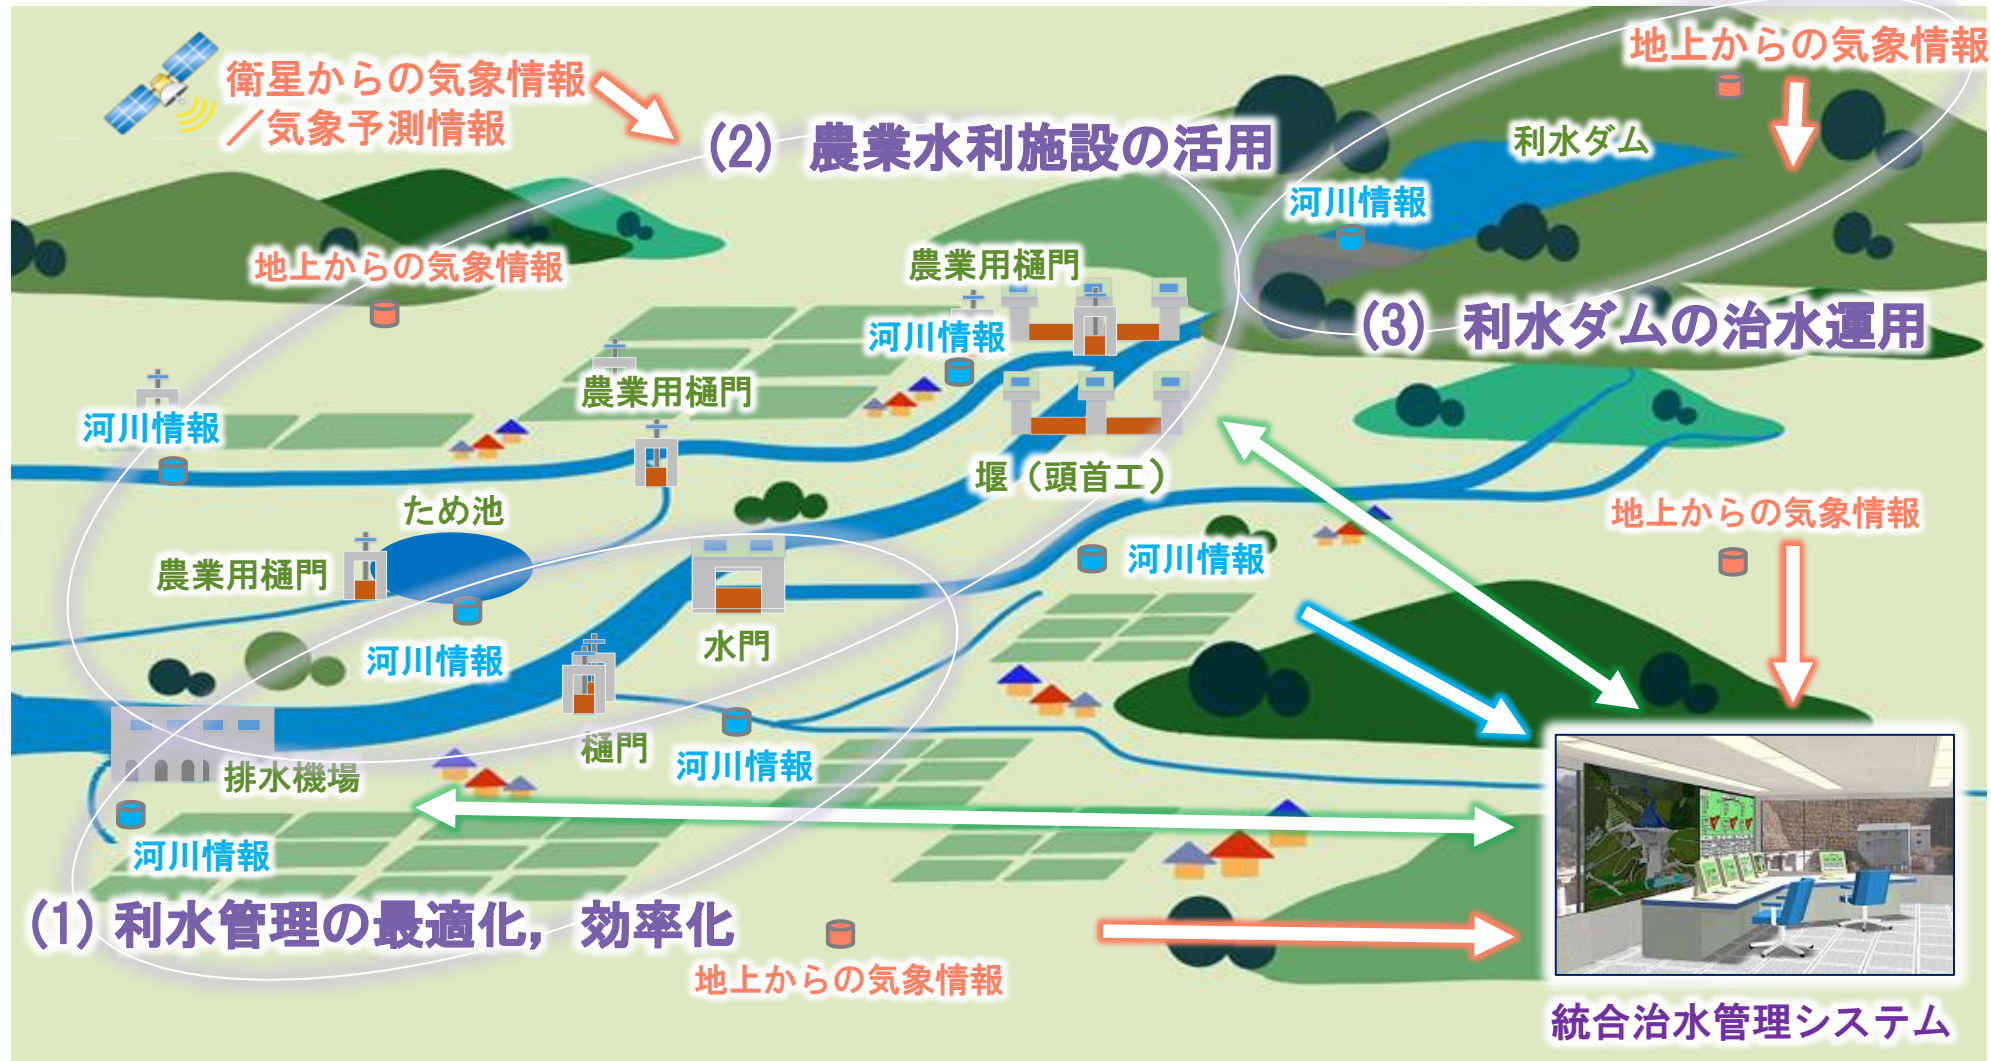 衛星からの気象情報
／気象予測情報
地上からの気象情報
(2) 農業水利施設の活用
利水ダム
河川情報
地上からの気象情報
農業用樋門
(3) 利水ダムの治水運用
河川情報
農業用樋門
河川情報
堰（頭首工）
ため池
地上からの気象情報
河川情報
農業用樋門
水門
河川情報
樋門
河川情報
排水機場
河川情報
(1) 利水管理の最適化，効率化
地上からの気象情報
統合治水管理システム